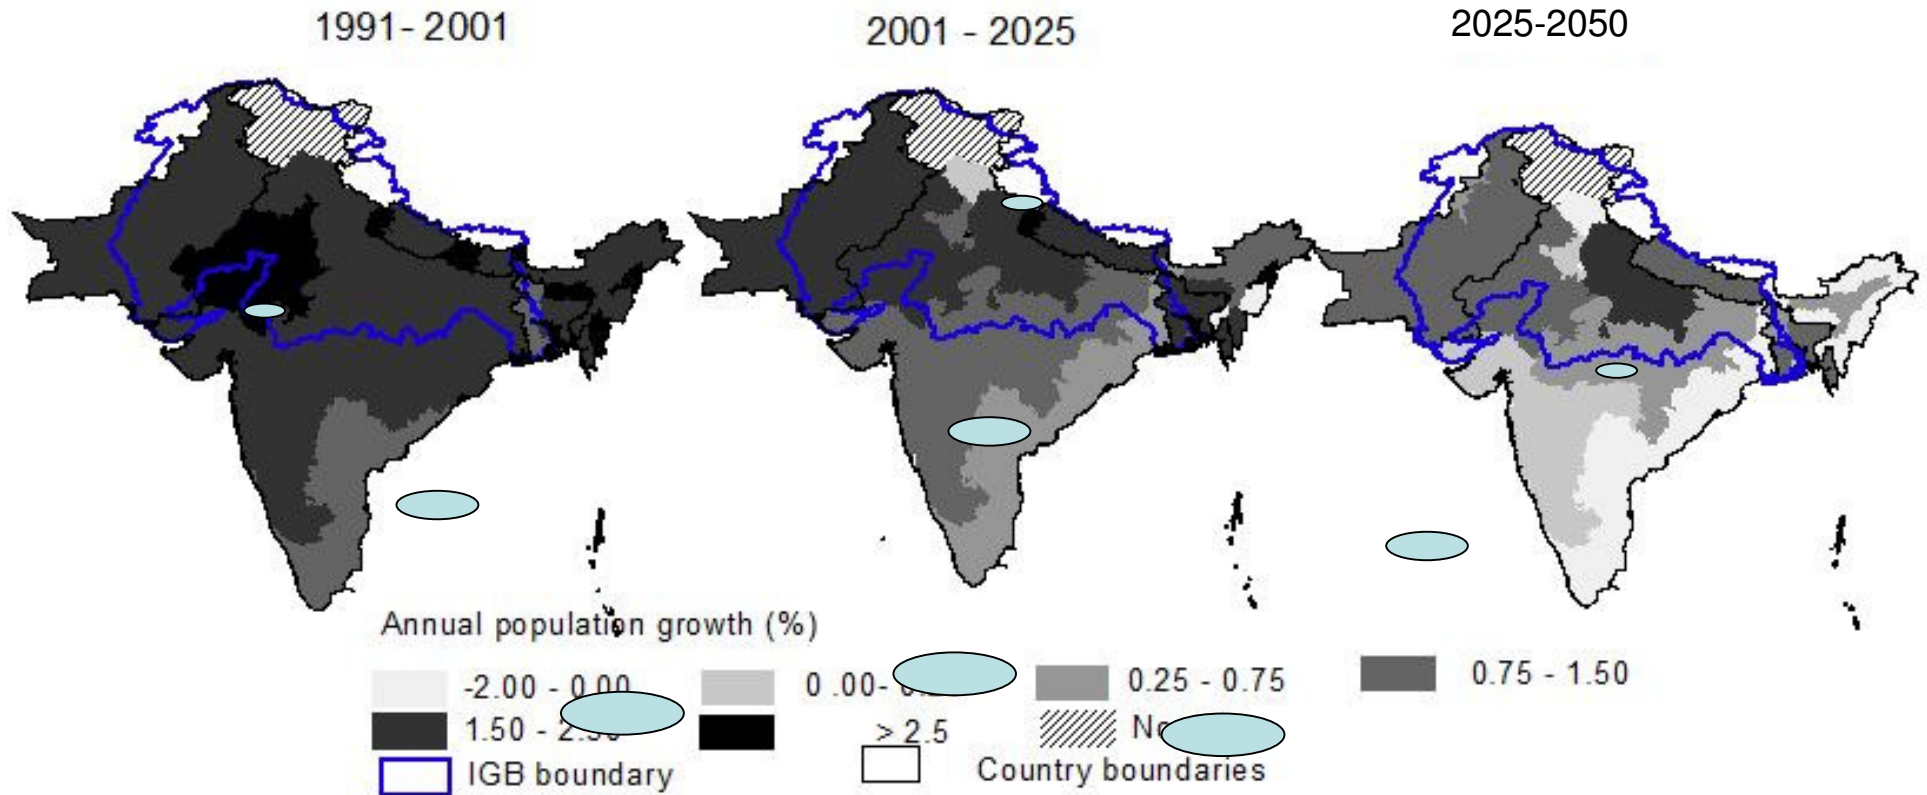 1991- 2001
2001 - 2025
2025-2050
Annual population growth (%)
-2.00 - 0.00
0 .00-
0.25 - 0.75
0.75 - 1.50
1.50 -
> 2.5
IGB boundary
Country boundaries